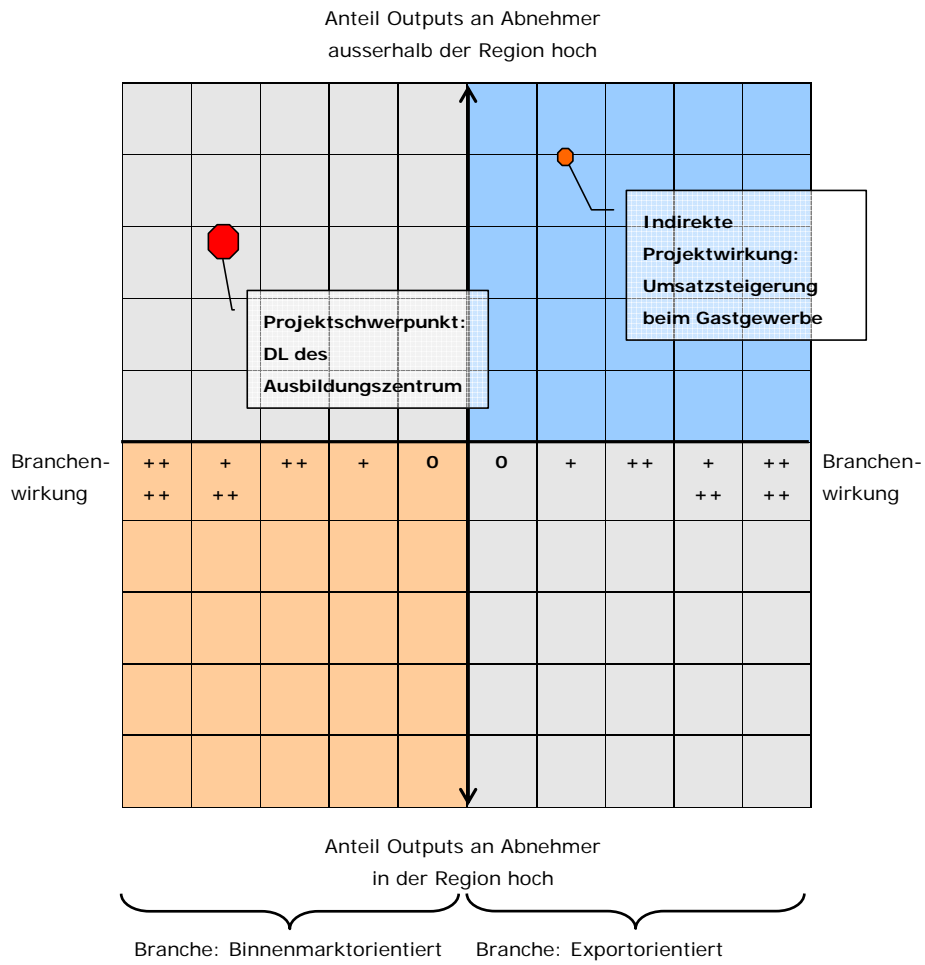 Anteil Outputs an Abnehmer
ausserhalb der Region hoch
Indirekte
Projektwirkung:
Umsatzsteigerung
beim Gastgewerbe
Projektschwerpunkt:
DL des
Ausbildungszentrum
Branchen-
wirkung
++ + ++ + 0 0 + ++ + ++
++ ++ ++ ++
Branchen-
wirkung
Anteil Outputs an Abnehmer
in der Region hoch
Branche: Binnenmarktorientiert
Branche: Exportorientiert